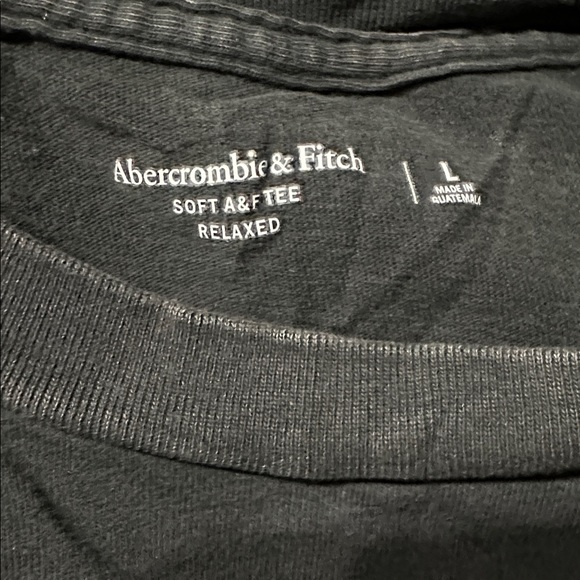 Abercrombie & Fitch
SOFT A&F TEE
RELAXED
L
MADE IN
GUATEMALA